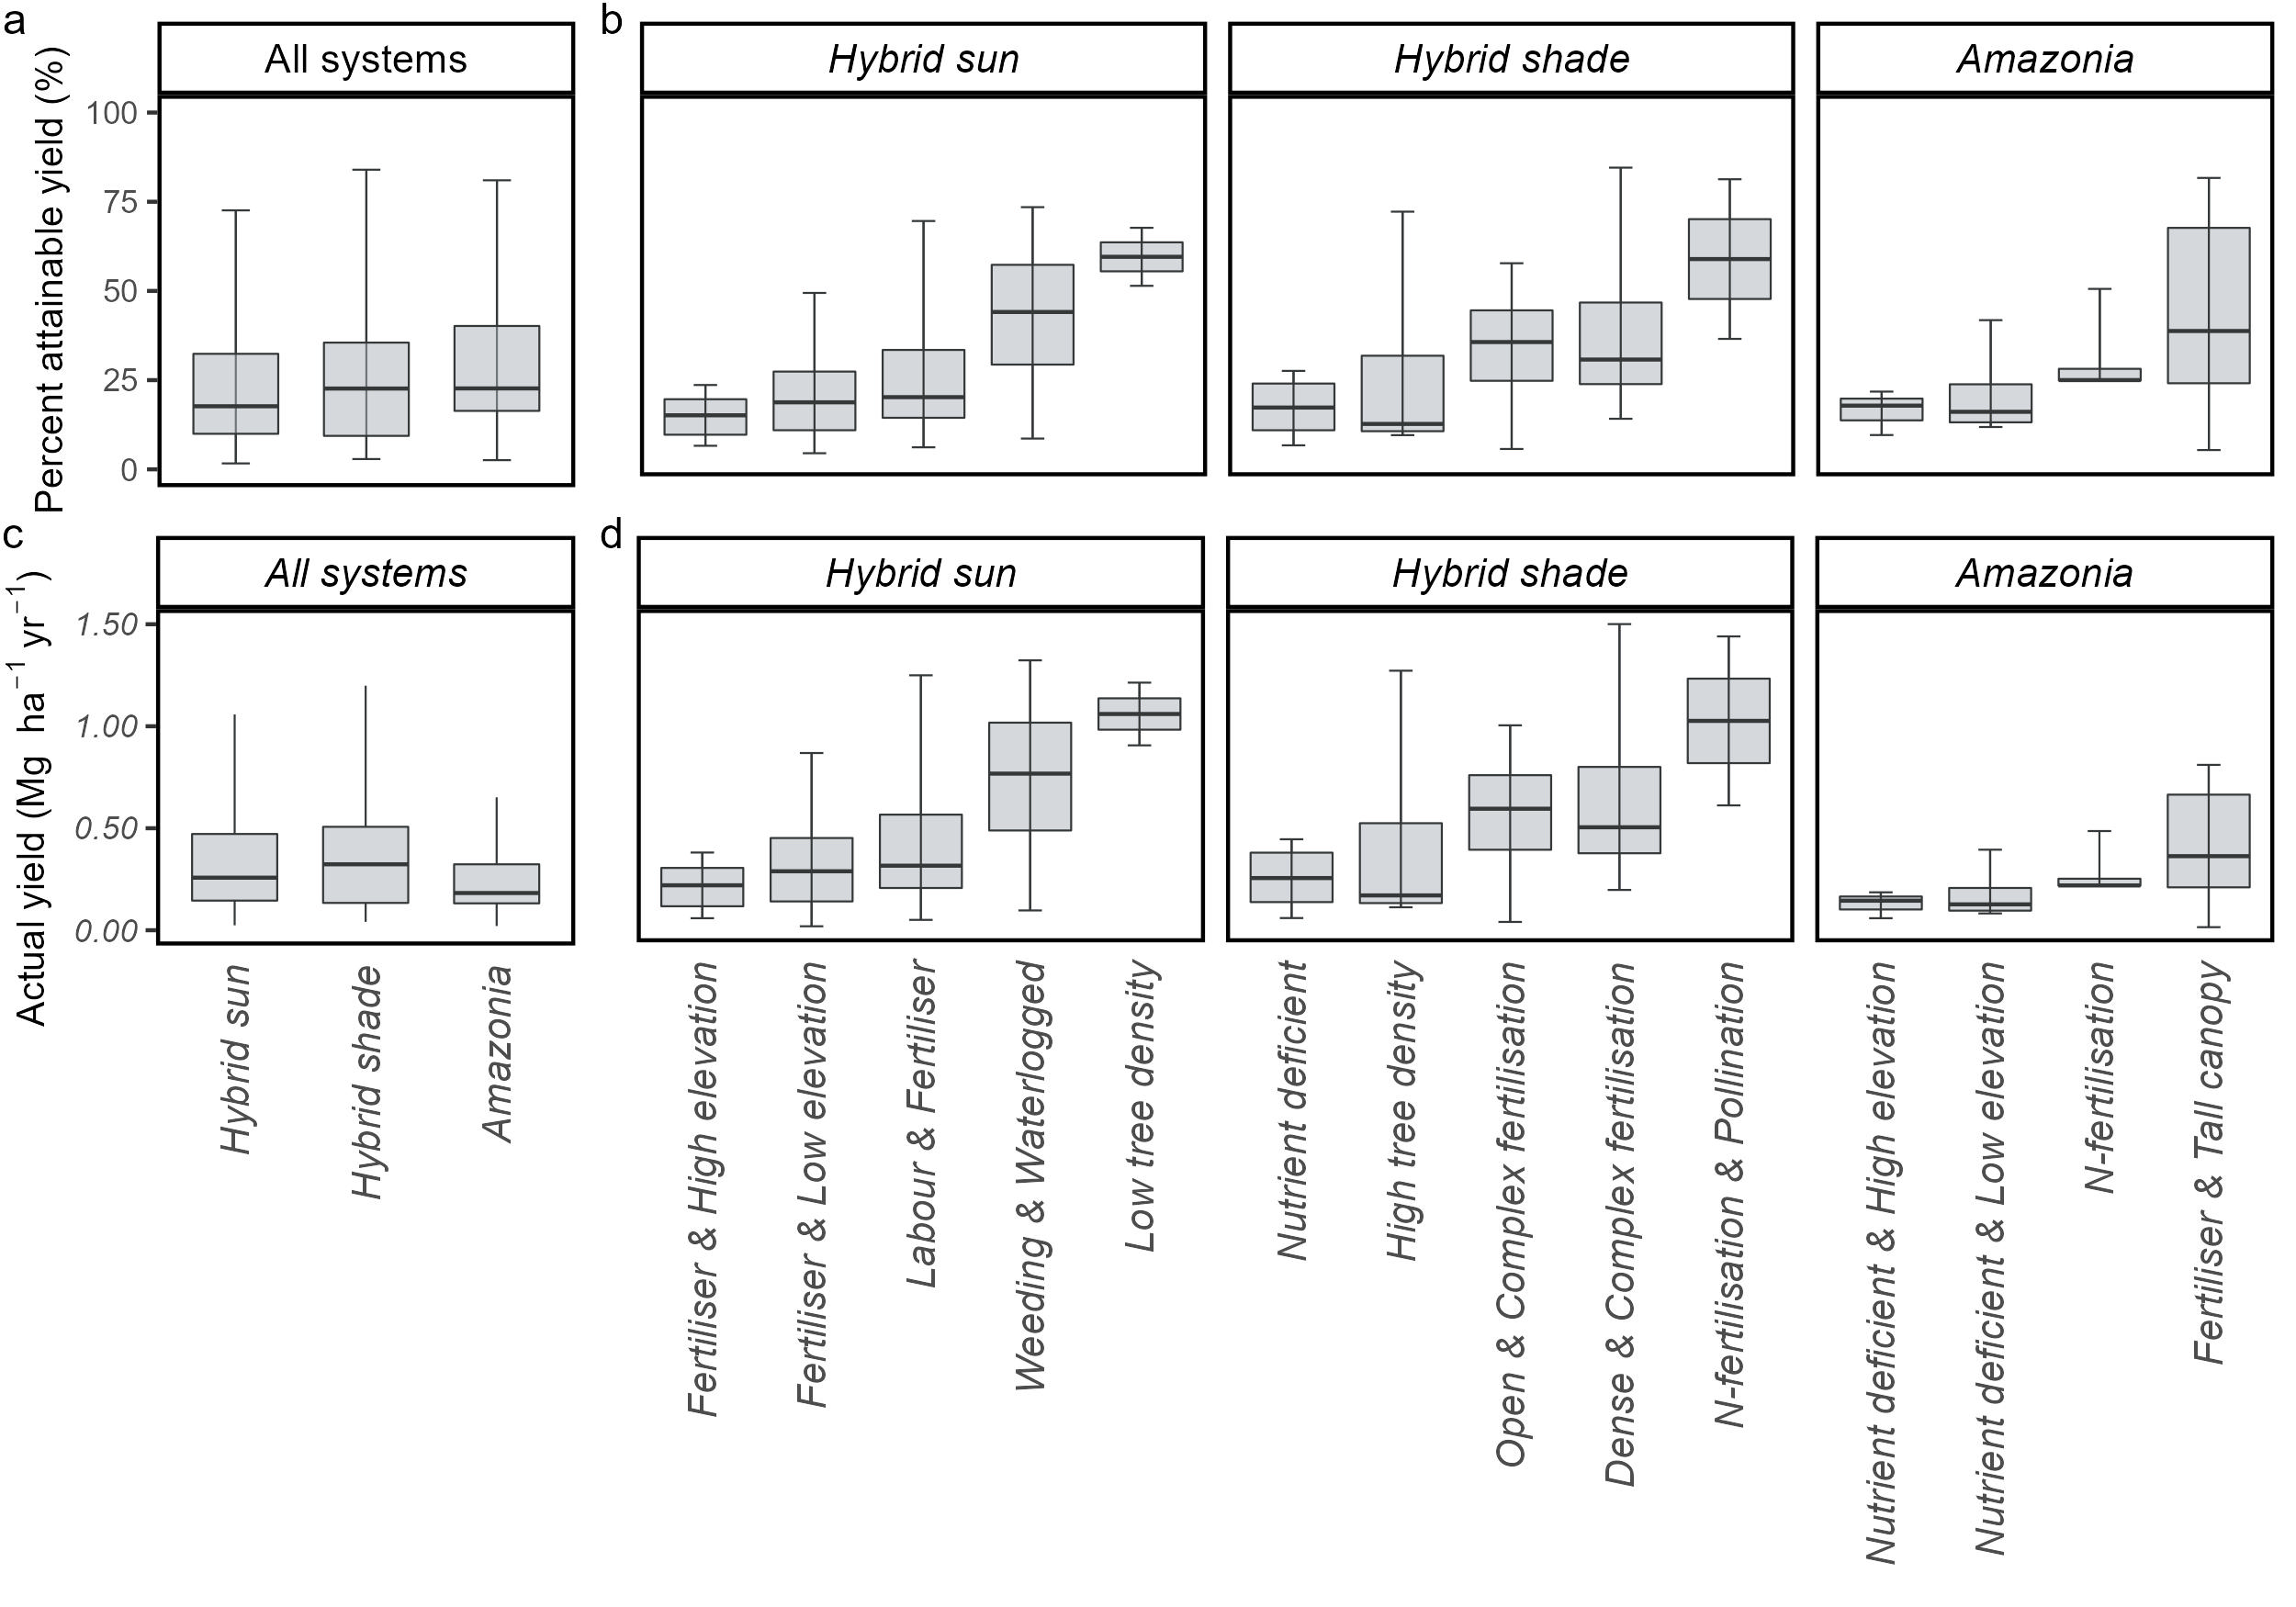 a
b
All systems
Hybrid sun
Hybrid shade
Amazonia
Percent attainable yield (%)
100
75
50
25
0
c
d
All systems
Hybrid sun
Hybrid shade
Amazonia
Actual yield (Mg ha⁻¹ yr⁻¹)
1.50
1.00
0.50
0.00
Hybrid sun
Hybrid shade
Amazonia
Fertiliser & High elevation
Fertiliser & Low elevation
Labour & Fertiliser
Weeding & Waterlogged
Low tree density
Nutrient deficient
High tree density
Open & Complex fertilisation
Dense & Complex fertilisation
N-fertilisation & Pollination
Nutrient deficient & High elevation
Nutrient deficient & Low elevation
N-fertilisation
Fertiliser & Tall canopy